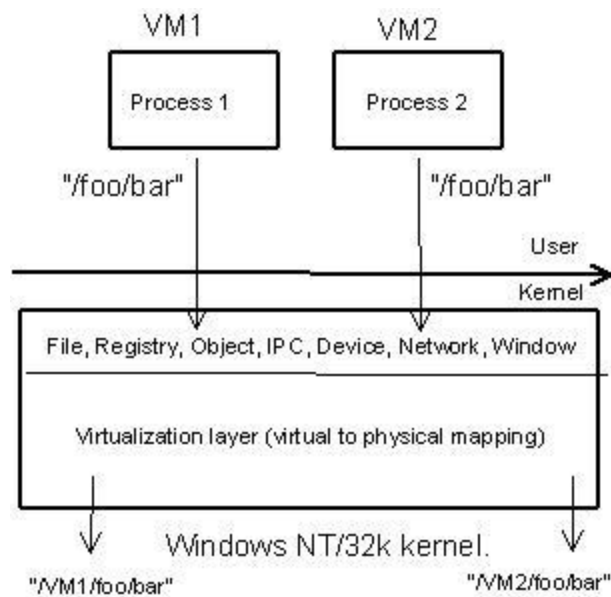 VM1 VM2
Process 1 Process 2
"/foo/bar" "/foo/bar"
User
Kernel
File, Registry, Object, IPC, Device, Network, Window
Virtualization layer (virtual to physical mapping)
Windows NT/32k kernel.
"/VM1/foo/bar" "/VM2/foo/bar"